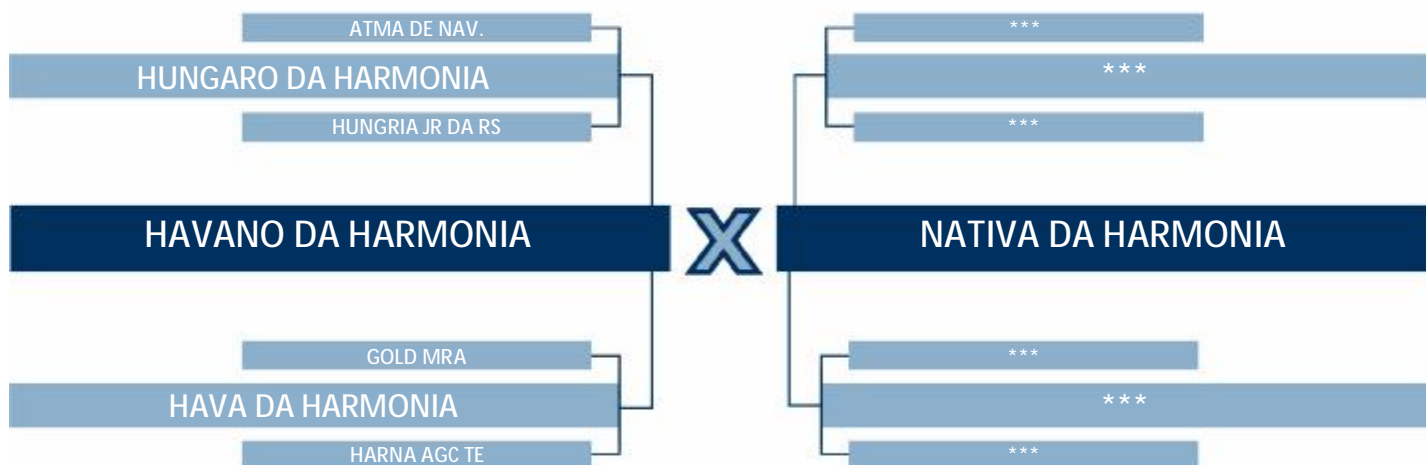 ATMA DE NAV.
HUNGARO DA HARMONIA
HUNGRIA JR DA RS
HAVANO DA HARMONIA
GOLD MRA
HAVA DA HARMONIA
HARNA AGC TE
X
***
***
***
NATIVA DA HARMONIA
***
***
***